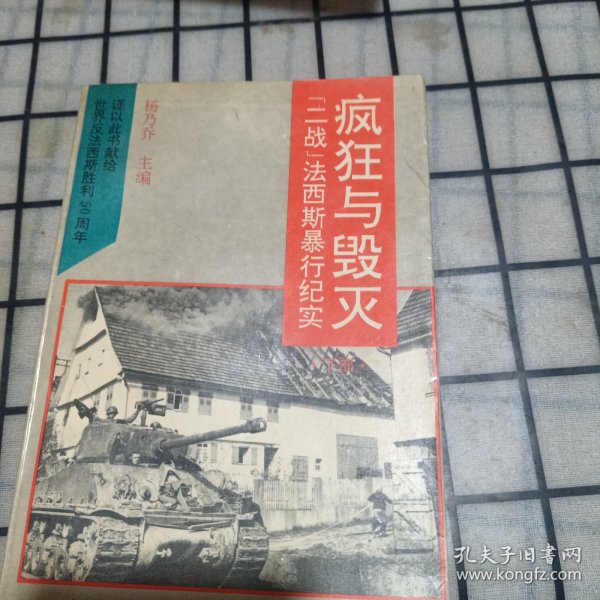 疯狂与毁灭
「二战」法西斯暴行纪实
杨乃乔 主编
谨以此书献给
世界反法西斯胜利50周年
孔夫子旧书网
www.kongfz.com